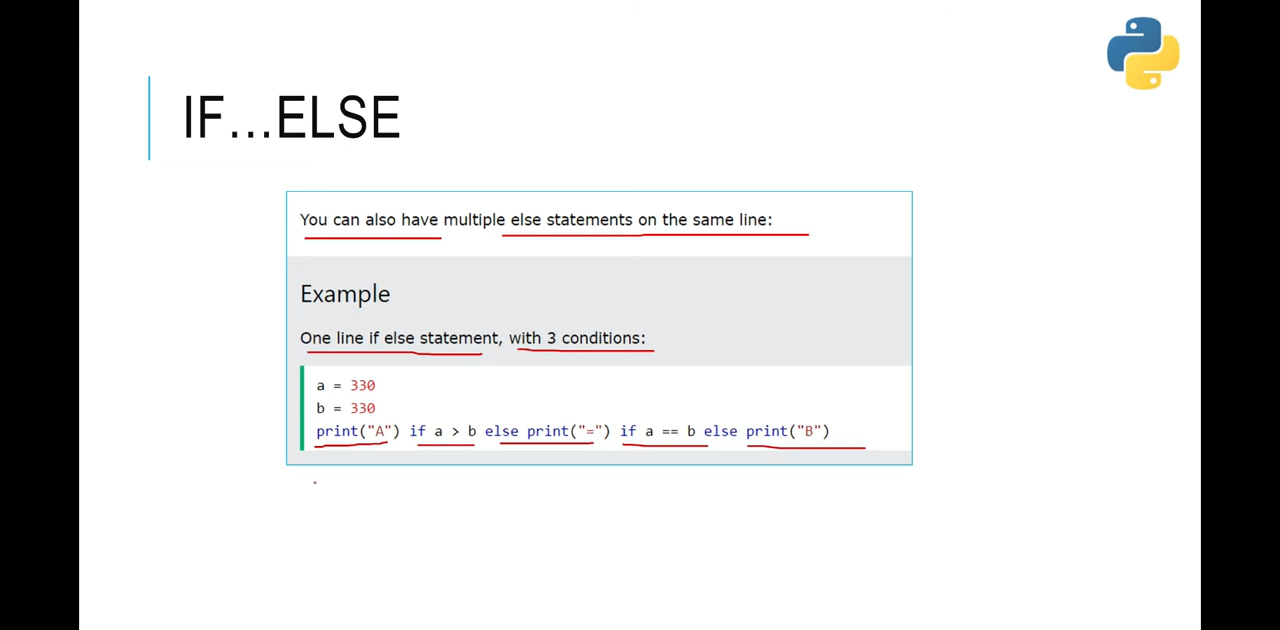 IF...ELSE
You can also have multiple else statements on the same line:
Example
One line if else statement, with 3 conditions:
a = 330
b = 330
print("A") if a > b else print("=") if a == b else print("B")